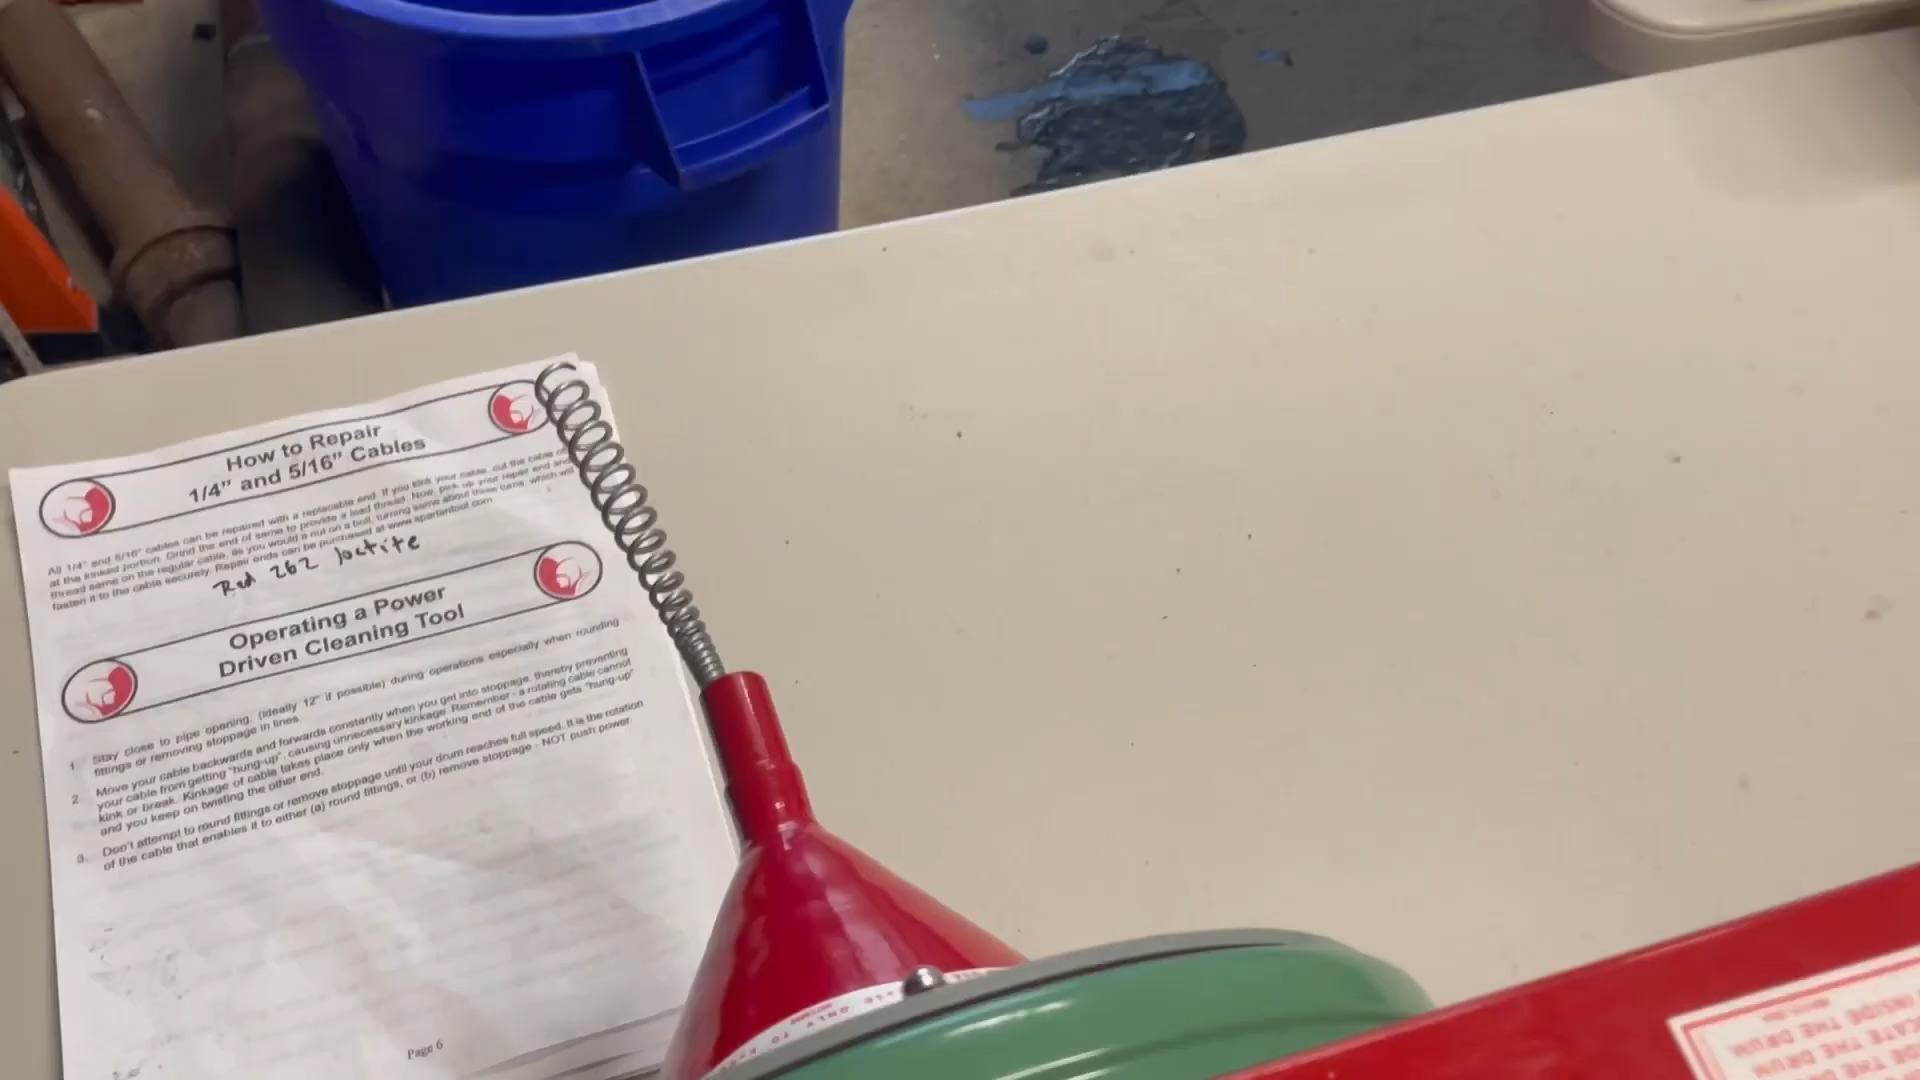 How to Repair
1/4” and 5/16” Cables
All 1/4” and 5/16” cables can be repaired with a replacable end. If you kink your cable, cut the cable
at the kinked portion. Grind the end of same to provide a lead thread. Now, pick up your repair end and
thread same on the regular cable, as you would a nut on a bolt, turning same about three turns, which will
fasten it to the cable securely. Repair ends can be purchased at www.spartantool.com
Red 262 loctite
Operating a Power
Driven Cleaning Tool
1. Stay close to pipe opening, (ideally 12” if possible) during operations especially when rounding
fittings or removing stoppage in lines.
2. Move your cable backwards and forwards constantly when you get into stoppage, thereby preventing
your cable from getting “hung-up”, causing unnecessary kinkage. Remember - a rotating cable cannot
kink or break. Kinkage of cable takes place only when the working end of the cable gets “hung-up”
and you keep on twisting the other end.
3. Don’t attempt to round fittings or remove stoppage until your drum reaches full speed. It is the rotation
of the cable that enables it to either (a) round fittings, or (b) remove stoppage - NOT push power.
Page 6
ONLY TO
INSIDE THE DRUM
THE DRUM